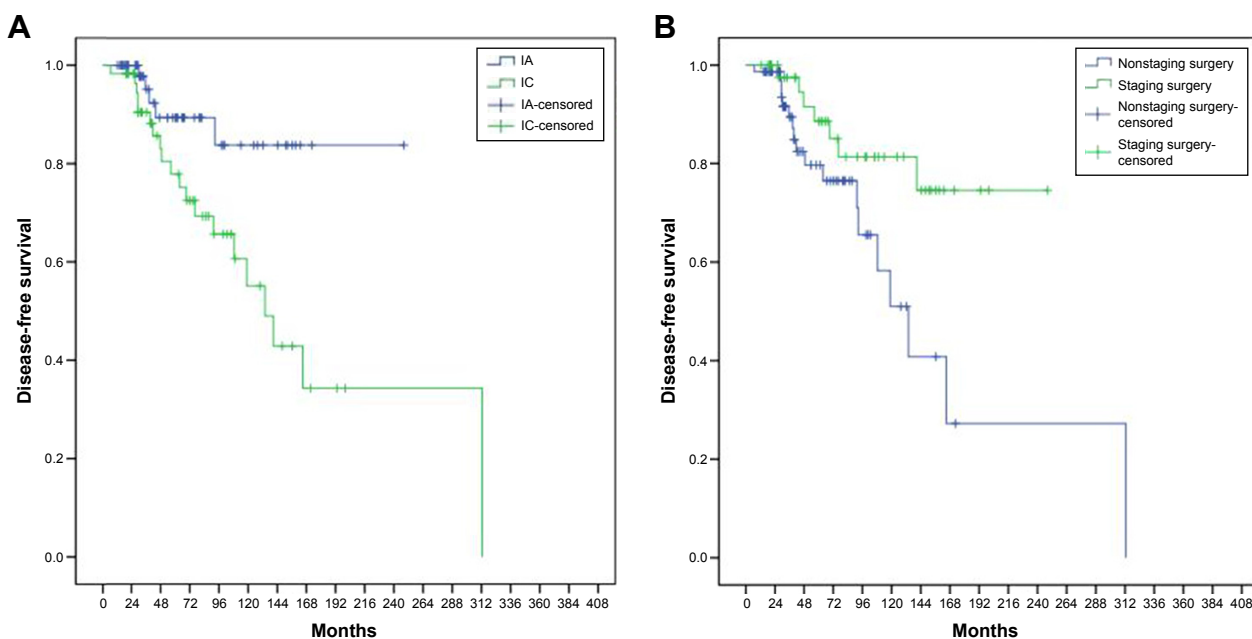 A
IA
IC
IA-censored
IC-censored
1.0
0.8
0.6
0.4
0.2
0.0
Disease-free survival
0 24 48 72 96 120 144 168 192 216 240 264 288 312 336 360 384 408
Months
B
Nonstaging surgery
Staging surgery
Nonstaging surgery-
censored
Staging surgery-
censored
1.0
0.8
0.6
0.4
0.2
0.0
Disease-free survival
0 24 48 72 96 120 144 168 192 216 240 264 288 312 336 360 384 408
Months